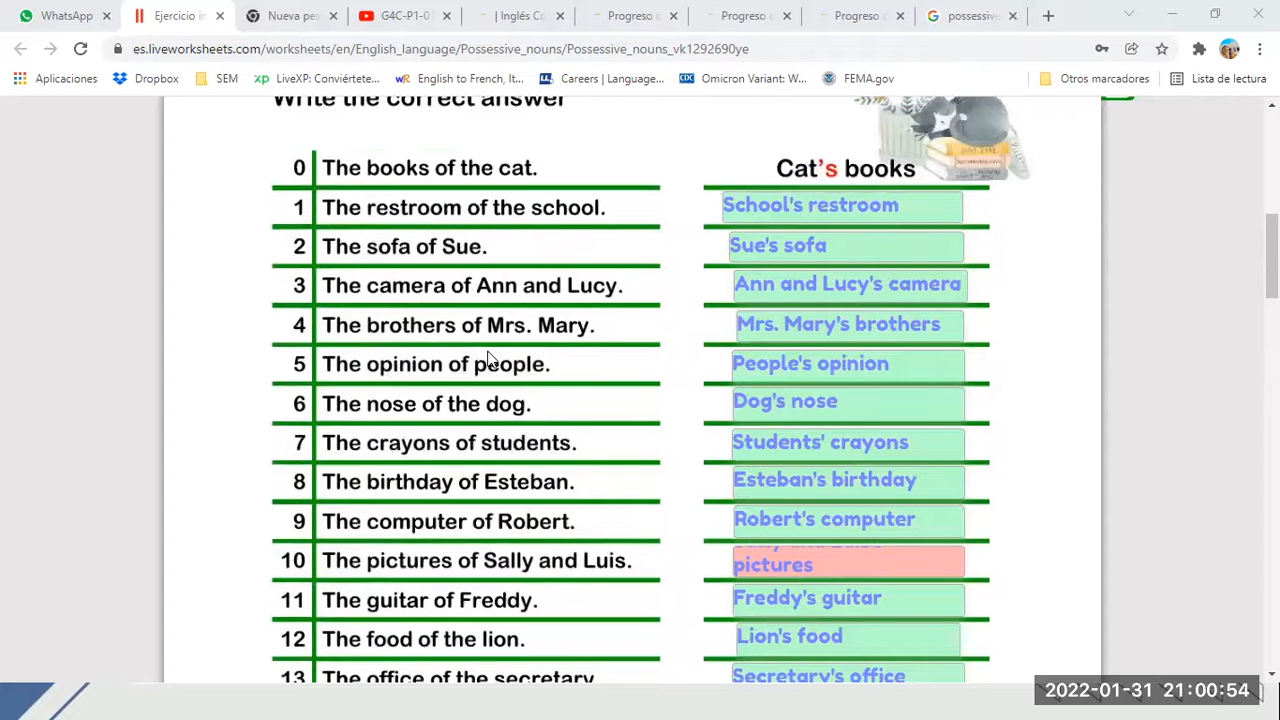 WhatsApp
Ejercicio in
Nueva pes
G4C-P1-01
| Inglés Co
Progreso e
Progreso e
Progreso c
possessive
es.liveworksheets.com/worksheets/en/English_language/Possessive_nouns/Possessive_nouns_vk1292690ye
Aplicaciones
Dropbox
SEM
xp LiveXP: Conviértete...
wR English to French, It...
Careers | Language...
CDC Omicron Variant: W...
FEMA.gov
Otros marcadores
Lista de lectura
Write the correct answer
0 The books of the cat. Cat's books
1 The restroom of the school. School's restroom
2 The sofa of Sue. Sue's sofa
3 The camera of Ann and Lucy. Ann and Lucy's camera
4 The brothers of Mrs. Mary. Mrs. Mary's brothers
5 The opinion of people. People's opinion
6 The nose of the dog. Dog's nose
7 The crayons of students. Students' crayons
8 The birthday of Esteban. Esteban's birthday
9 The computer of Robert. Robert's computer
10 The pictures of Sally and Luis. pictures
11 The guitar of Freddy. Freddy's guitar
12 The food of the lion. Lion's food
13 The office of the secretary Secretary's office
2022-01-31 21:00:54